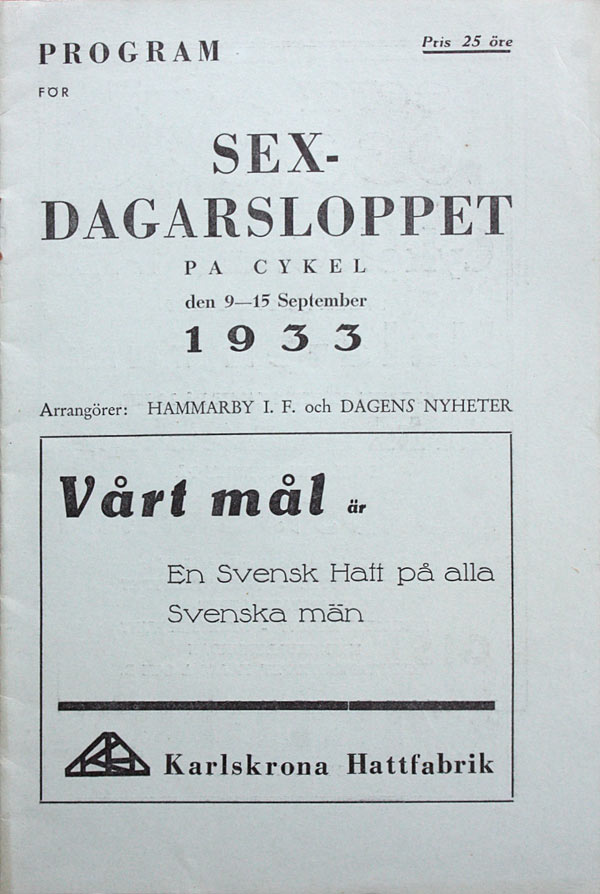 PROGRAM
Pris 25 öre
FÖR
SEX-
DAGARSLOPPET
PA CYKEL
den 9—15 September
1933
Arrangörer: HAMMARBY I. F. och DAGENS NYHETER
Vårt mål är
En Svensk Hatt på alla
Svenska män
Karlskrona Hattfabrik